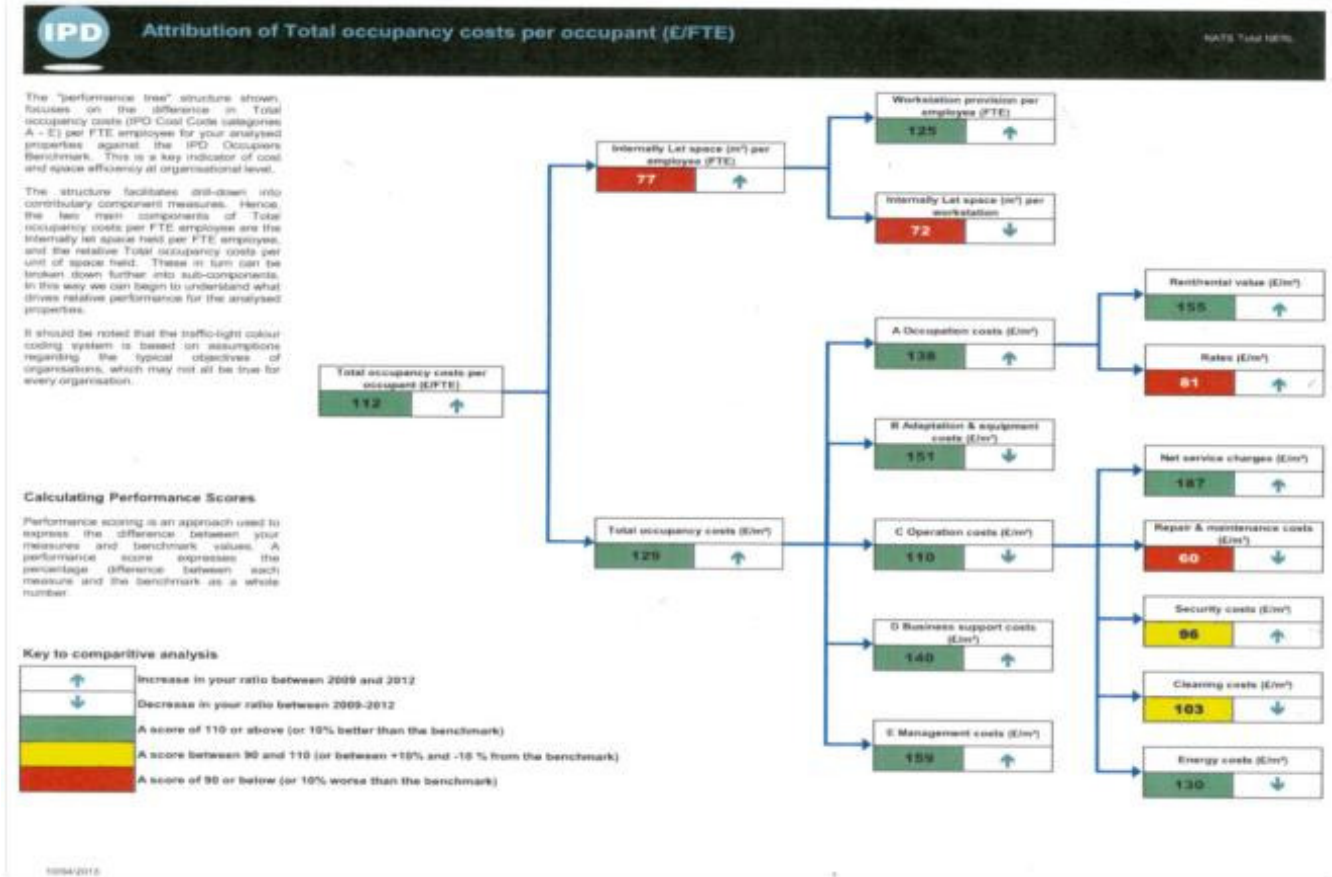 IPD
Attribution of Total occupancy costs per occupant (£/FTE)
NATS Total NERL
The "performance tree" structure shown,
focuses on the difference in Total
occupancy costs (IPD Cost Code categories
A - E) per FTE employee for your analysed
properties against the IPD Occupiers
Benchmark. This is a key indicator of cost
and space efficiency at organisational level.
The structure facilitates drill-down into
contributary component measures. Hence,
the two main components of Total
occupancy costs per FTE employee are the
Internally let space held per FTE employee,
and the relative Total occupancy costs per
unit of space held. These in turn can be
broken down further into sub-components.
In this way we can begin to understand what
drives relative performance for the analysed
properties.
It should be noted that the traffic-light colour
coding system is based on assumptions
regarding the typical objectives of
organisations, which may not all be true for
every organisation.
Calculating Performance Scores
Performance scoring is an approach used to
express the difference between your
measures and benchmark values. A
performance score expresses the
percentage difference between each
measure and the benchmark as a whole
number.
Key to comparitive analysis
Increase in your ratio between 2009 and 2012
Decrease in your ratio between 2009-2012
A score of 110 or above (or 10% better than the benchmark)
A score between 90 and 110 (or between +10% and -10 % from the benchmark)
A score of 90 or below (or 10% worse than the benchmark)
Total occupancy costs per
occupant (£/FTE)
112
Internally Let space (m²) per
employee (FTE)
77
Total occupancy costs (£/m²)
129
Workstation provision per
employee (FTE)
125
Internally Let space (m²) per
workstation
72
A Occupation costs (£/m²)
138
B Adaptation & equipment
costs (£/m²)
151
C Operation costs (£/m²)
110
D Business support costs
(£/m²)
140
E Management costs (£/m²)
159
Rent/rental value (£/m²)
155
Rates (£/m²)
81
Net service charges (£/m²)
187
Repair & maintenance costs
(£/m²)
60
Security costs (£/m²)
96
Cleaning costs (£/m²)
103
Energy costs (£/m²)
130
10/04/2013